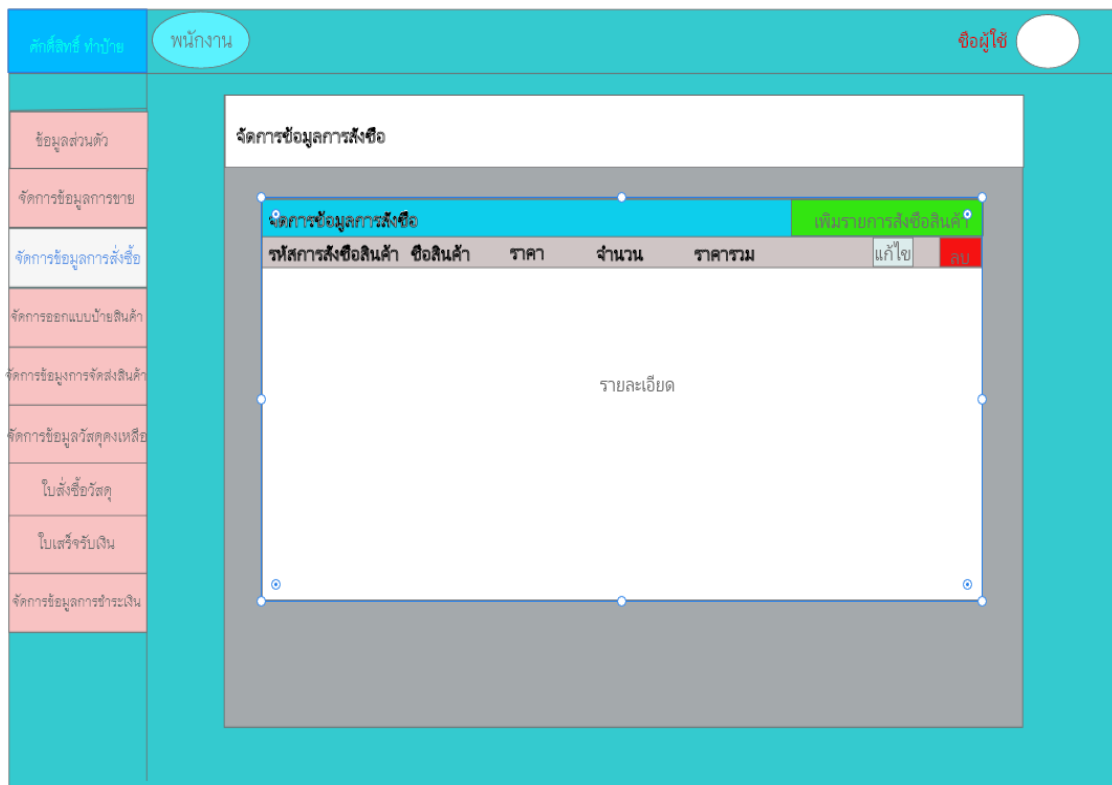 ศักดิ์สิทธิ์ ทำป้าย
พนักงาน
ชื่อผู้ใช้
ข้อมูลส่วนตัว
จัดการข้อมูลการขาย
จัดการข้อมูลการสั่งซื้อ
จัดการออกแบบป้ายสินค้า
จัดการข้อมูงการจัดส่งสินค้า
จัดการข้อมูลวัสดุคงเหลือ
ใบสั่งซื้อวัสดุ
ใบเสร็จรับเงิน
จัดการข้อมูลการชำระเงิน
จัดการข้อมูลการสั่งซื้อ
จัดการข้อมูลการสั่งซื้อ
เพิ่มรายการสั่งซื้อสินค้า
รหัสการสั่งซื้อสินค้า ชื่อสินค้า ราคา จำนวน ราคารวม แก้ไข ลบ
รายละเอียด